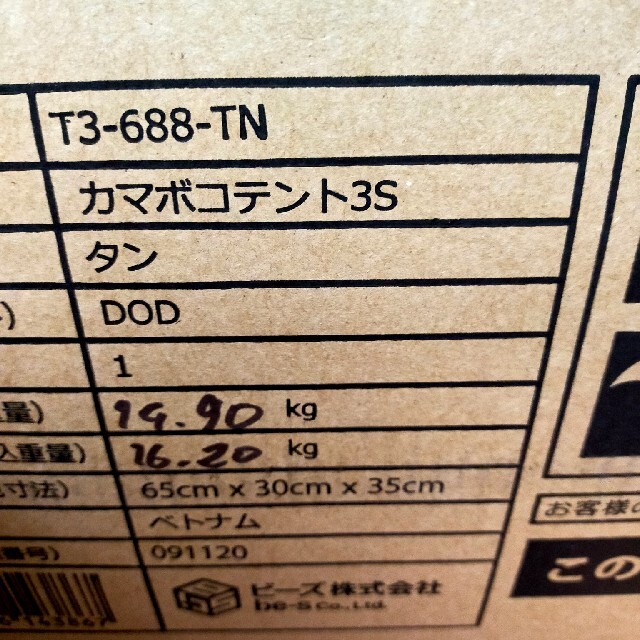 T3-688-TN
カマボコテント3S
タン
DOD
1
量) 14.90 kg
入重量) 16.20 kg
寸法) 65cm x 30cm x 35cm
ベトナム
番号) 091120
ビーズ株式会社
be-s Co.,Ltd.
お客様の
この